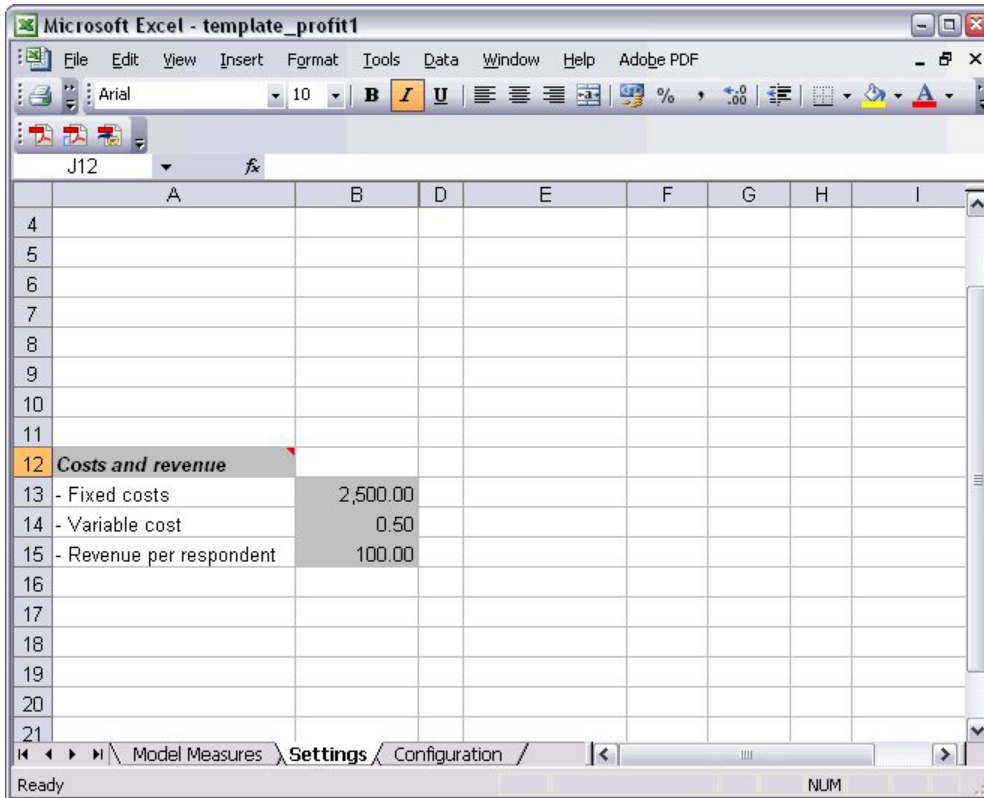 Microsoft Excel - template_profit1
File Edit View Insert Format Tools Data Window Help Adobe PDF
Arial 10 B I U % , .00 A
J12 fx
A B D E F G H I
4
5
6
7
8
9
10
11
12 Costs and revenue
13 - Fixed costs 2,500.00
14 - Variable cost 0.50
15 - Revenue per respondent 100.00
16
17
18
19
20
21
Model Measures Settings Configuration
Ready NUM